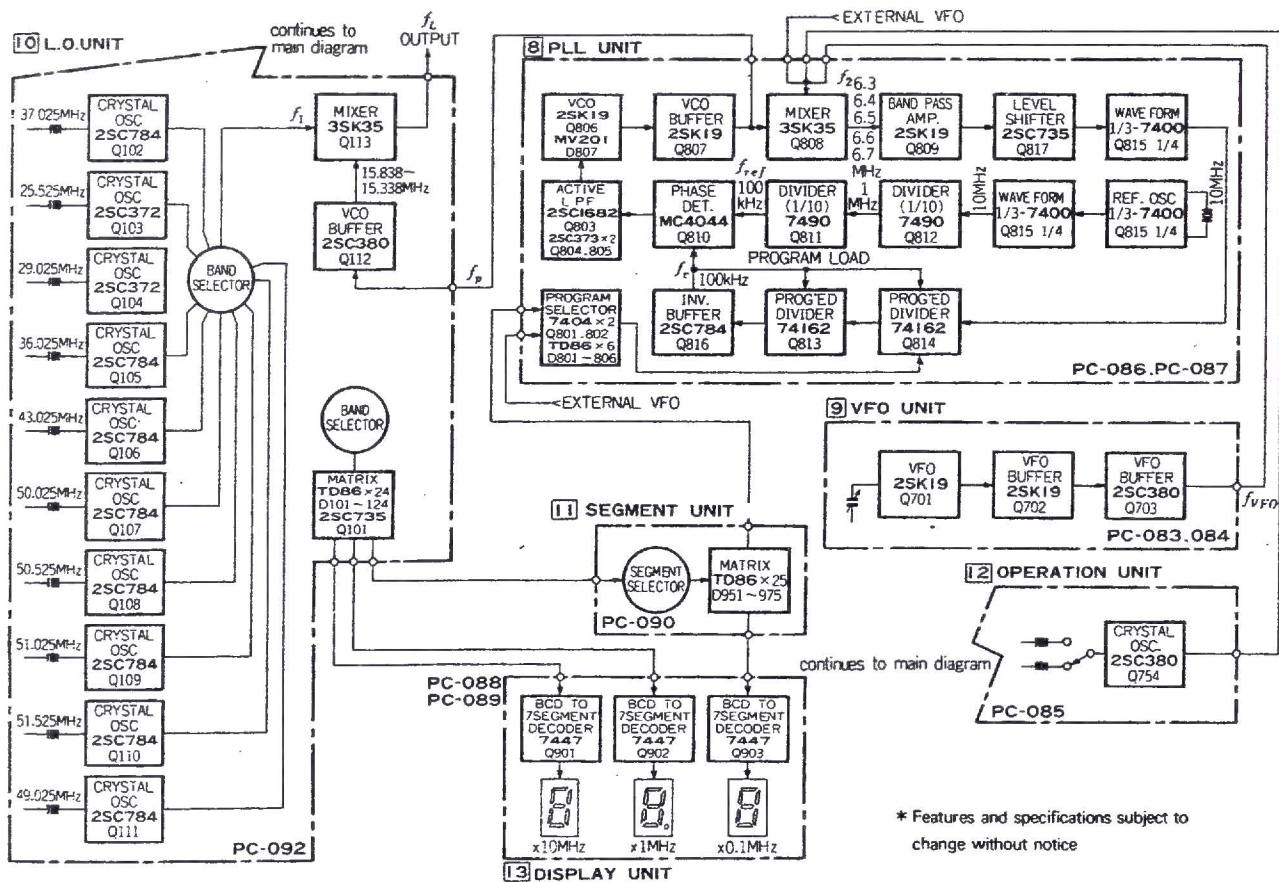 10 L.O.UNIT
continues to
main diagram
f_L
OUTPUT
37.025MHz
CRYSTAL
OSC
2SC784
Q102
25.525MHz
CRYSTAL
OSC
2SC372
Q103
29.025MHz
CRYSTAL
OSC
2SC372
Q104
36.025MHz
CRYSTAL
OSC
2SC784
Q105
43.025MHz
CRYSTAL
OSC
2SC784
Q106
50.025MHz
CRYSTAL
OSC
2SC784
Q107
50.525MHz
CRYSTAL
OSC
2SC784
Q108
51.025MHz
CRYSTAL
OSC
2SC784
Q109
51.525MHz
CRYSTAL
OSC
2SC784
Q110
49.025MHz
CRYSTAL
OSC
2SC784
Q111
BAND
SELECTOR
f_1
MIXER
3SK35
Q113
15.838~
15.338MHz
VCO
BUFFER
2SC380
Q112
f_p
BAND
SELECTOR
MATRIX
TD86×24
D101~124
2SC735
Q101
PC-092
EXTERNAL VFO
8 PLL UNIT
VCO
2SK19
Q806
MV201
D807
VCO
BUFFER
2SK19
Q807
MIXER
3SK35
Q808
f_2 6.3
6.4
6.5
6.6
6.7
MHz
BAND PASS
AMP.
2SK19
Q809
LEVEL
SHIFTER
2SC735
Q817
WAVE FORM
1/3-7400
Q815 1/4
10MHz
ACTIVE
LPF
2SC1682
Q803
2SC373×2
Q804.805
PHASE
DET.
MC4044
Q810
f_ref
100
kHz
DIVIDER
(1/10)
7490
Q811
1
MHz
DIVIDER
(1/10)
7490
Q812
10MHz
WAVE FORM
1/3-7400
Q815 1/4
REF. OSC
1/3-7400
Q815 1/4
PROGRAM LOAD
f_c
100kHz
PROGRAM
SELECTOR
7404×2
Q801.802
TD86×6
D801~806
INV.
BUFFER
2SC784
Q816
PROG'ED
DIVIDER
74162
Q813
PROG'ED
DIVIDER
74162
Q814
PC-086.PC-087
EXTERNAL VFO
9 VFO UNIT
VFO
2SK19
Q701
VFO
BUFFER
2SK19
Q702
VFO
BUFFER
2SC380
Q703
f_VFO
PC-083.084
11 SEGMENT UNIT
SEGMENT
SELECTOR
MATRIX
TD86×25
D951~975
PC-090
12 OPERATION UNIT
CRYSTAL
OSC.
2SC380
Q754
continues to main diagram
PC-085
PC-088
PC-089
BCD TO
7SEGMENT
DECODER
7447
Q901
BCD TO
7SEGMENT
DECODER
7447
Q902
BCD TO
7SEGMENT
DECODER
7447
Q903
8
8.
8
x10MHz
x1MHz
x0.1MHz
13 DISPLAY UNIT
* Features and specifications subject to
change without notice